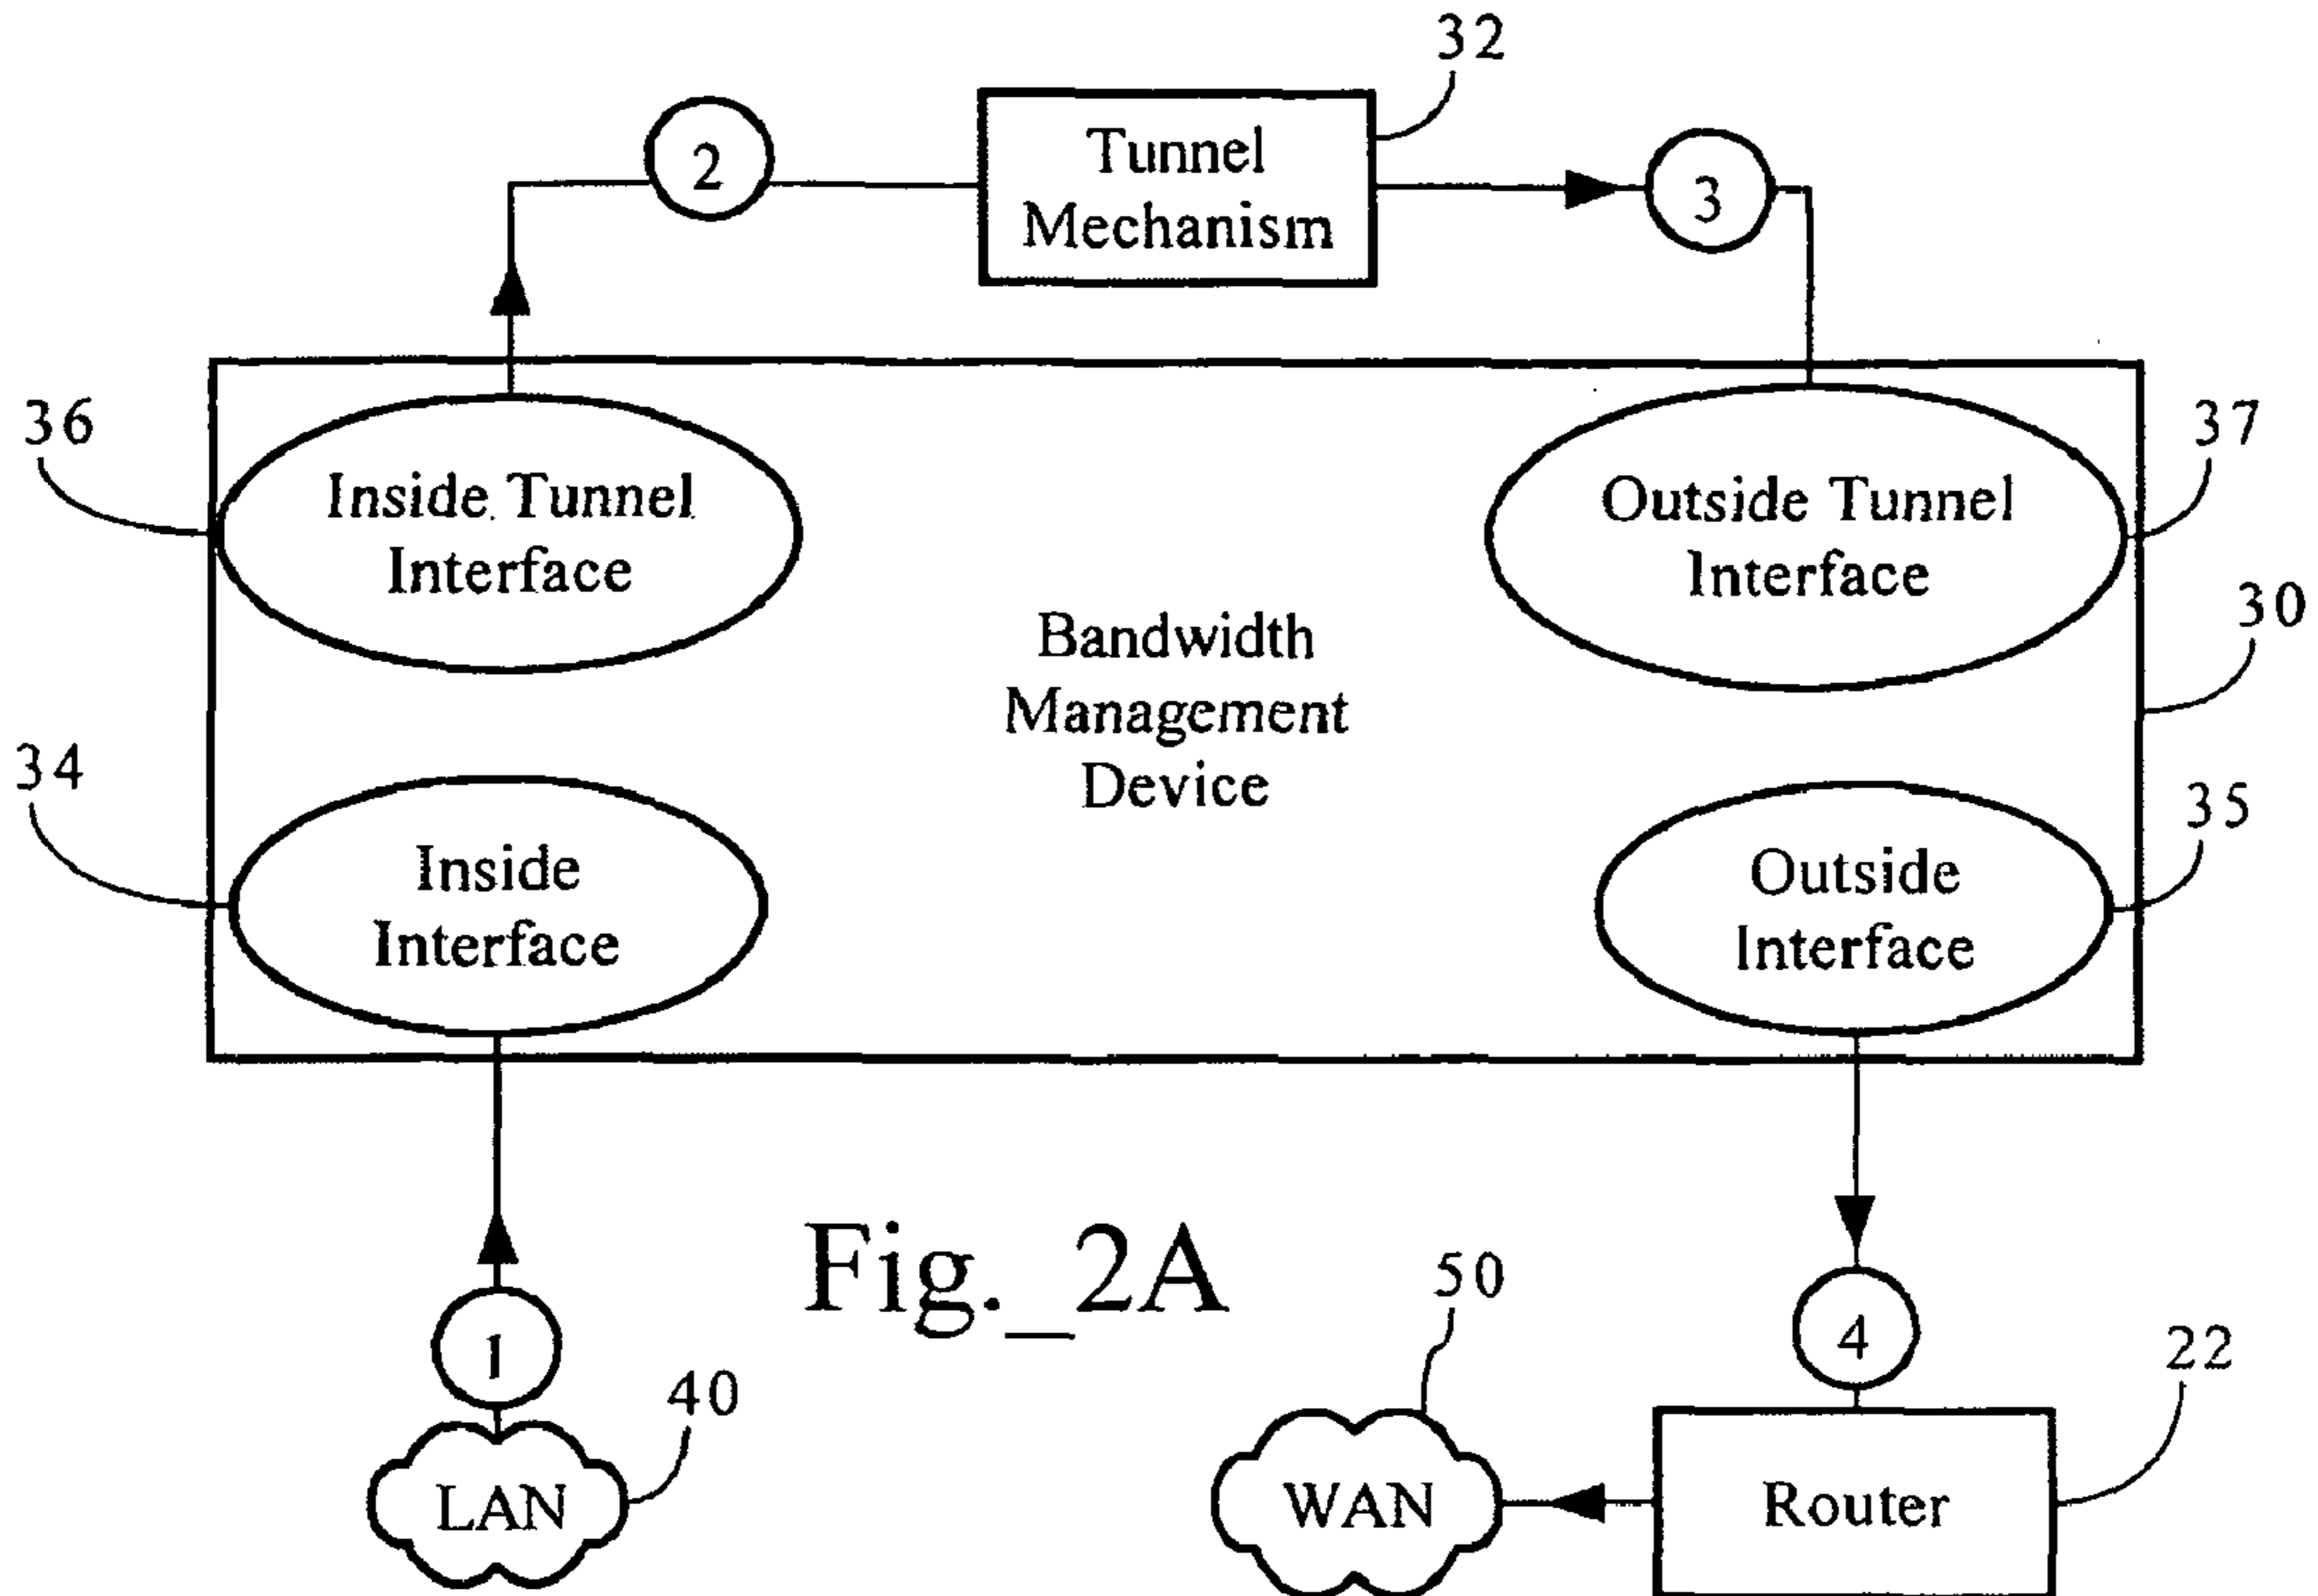 32
2
Tunnel
Mechanism
3
36
Inside Tunnel
Interface
Outside Tunnel
Interface
37
30
Bandwidth
Management
Device
34
Inside
Interface
Outside
Interface
35
Fig._2A
1
40
LAN
50
WAN
4
22
Router